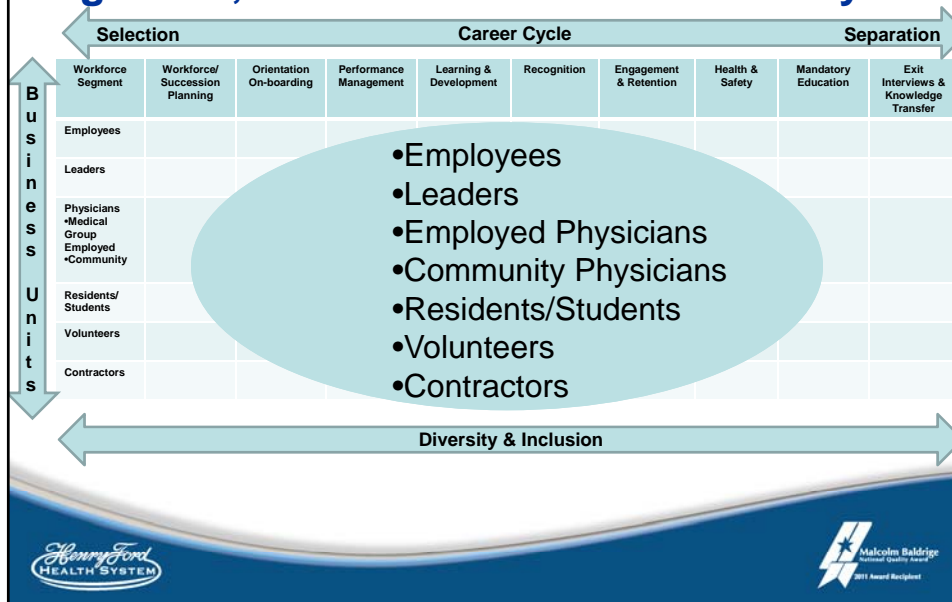 Selection Career Cycle Separation
Workforce Segment
Workforce/ Succession Planning
Orientation On-boarding
Performance Management
Learning & Development
Recognition
Engagement & Retention
Health & Safety
Mandatory Education
Exit Interviews & Knowledge Transfer
Business Units
Employees
Leaders
Physicians
•Medical
Group
Employed
•Community
Residents/
Students
Volunteers
Contractors
•Employees
•Leaders
•Employed Physicians
•Community Physicians
•Residents/Students
•Volunteers
•Contractors
Diversity & Inclusion
Henry Ford
HEALTH SYSTEM
Malcolm Baldrige
National Quality Award
2011 Award Recipient